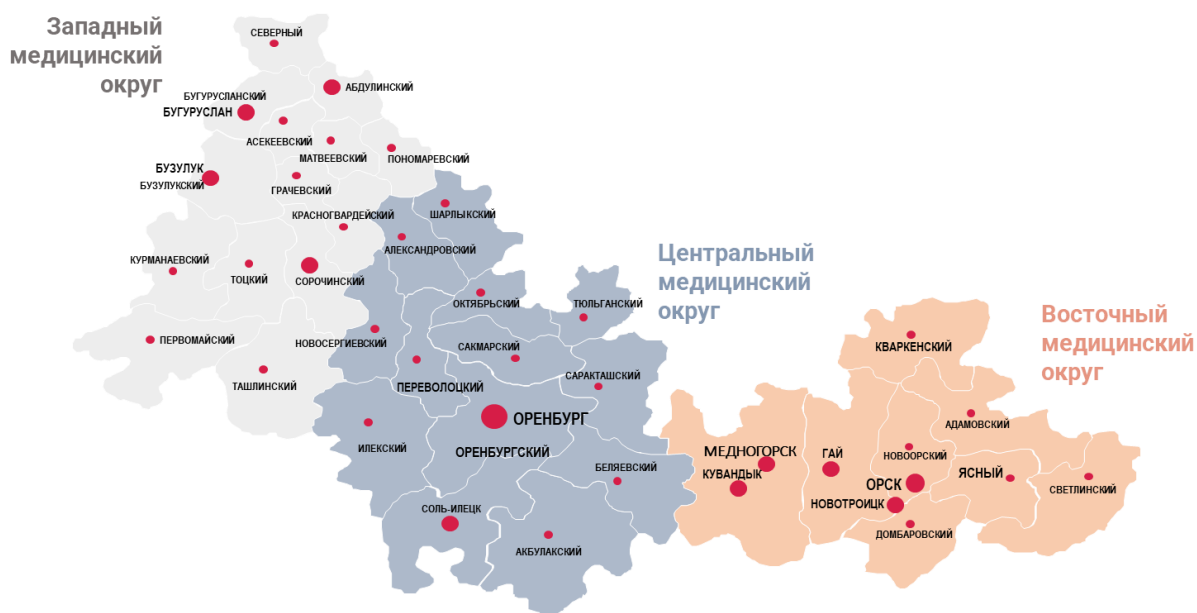 Западный
медицинский
округ
СЕВЕРНЫЙ
АБДУЛИНСКИЙ
БУГУРУСЛАНСКИЙ
БУГУРУСЛАН
АСЕКЕЕВСКИЙ
МАТВЕЕВСКИЙ
ПОНОМАРЕВСКИЙ
БУЗУЛУК
БУЗУЛУКСКИЙ
ГРАЧЕВСКИЙ
КРАСНОГВАРДЕЙСКИЙ
КУРМАНАЕВСКИЙ
ТОЦКИЙ
СОРОЧИНСКИЙ
ПЕРВОМАЙСКИЙ
ТАШЛИНСКИЙ
Центральный
медицинский
округ
ШАРЛЫКСКИЙ
АЛЕКСАНДРОВСКИЙ
ОКТЯБРЬСКИЙ
ТЮЛЬГАНСКИЙ
НОВОСЕРГИЕВСКИЙ
САКМАРСКИЙ
ПЕРЕВОЛОЦКИЙ
САРАКТАШСКИЙ
ОРЕНБУРГ
ИЛЕКСКИЙ
ОРЕНБУРГСКИЙ
БЕЛЯЕВСКИЙ
СОЛЬ-ИЛЕЦК
АКБУЛАКСКИЙ
Восточный
медицинский
округ
КВАРКЕНСКИЙ
АДАМОВСКИЙ
МЕДНОГОРСК
ГАЙ
НОВООРСКИЙ
КУВАНДЫК
ОРСК
ЯСНЫЙ
СВЕТЛИНСКИЙ
НОВОТРОИЦК
ДОМБАРОВСКИЙ